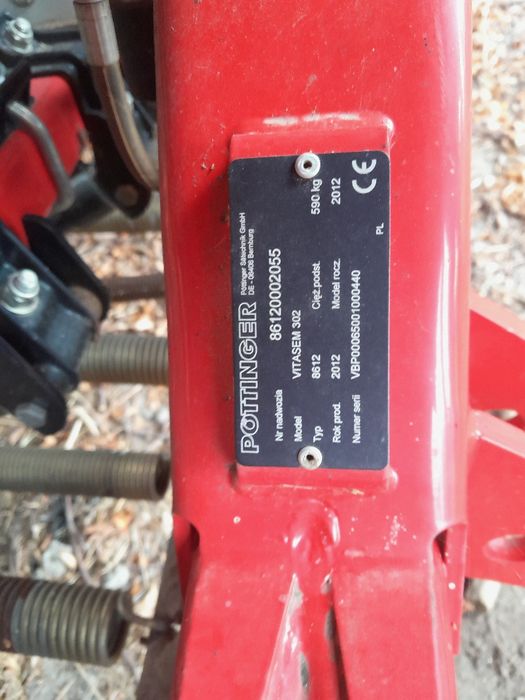 PÖTTINGER
Pöttinger Sätechnik GmbH
DE - 06406 Bernburg
Nr nadwozia 86120002055
Model VITASEM 302
Typ 8612 Cięż.podst. 590 kg
Rok prod. 2012 Model rocz. 2012
Numer serii VBP00065001000440
PL
CE